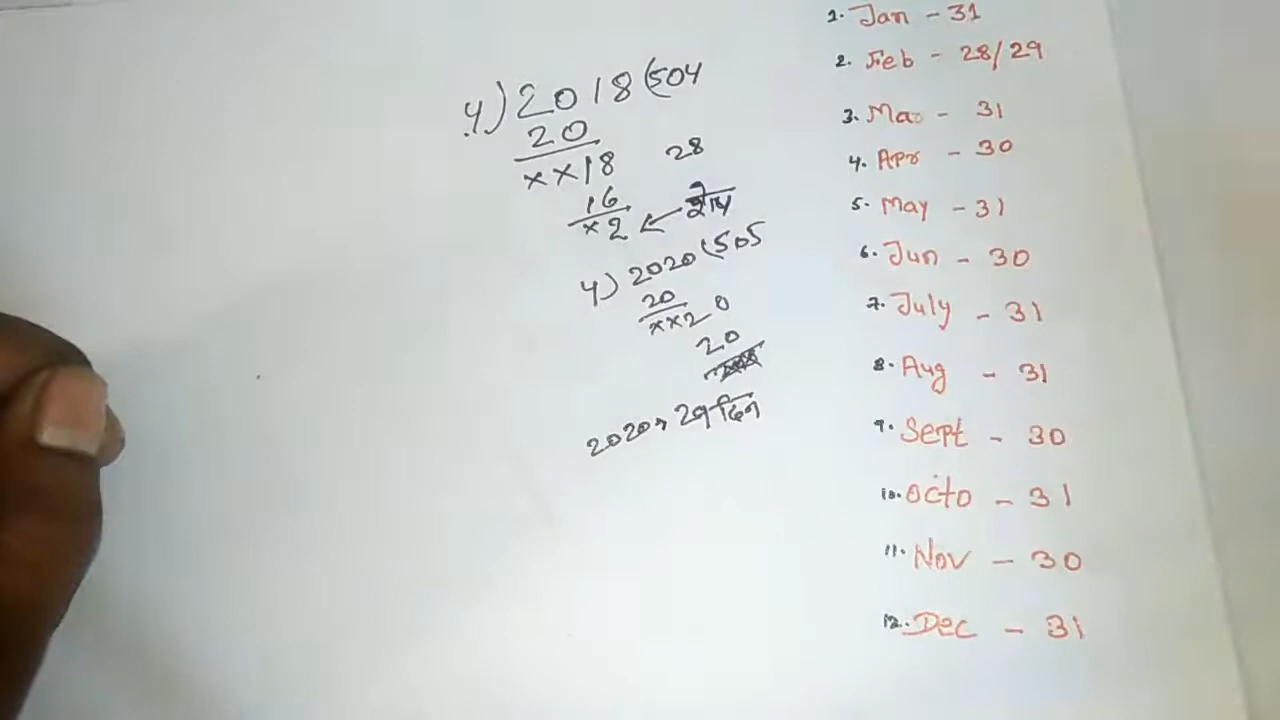 4) 2018 (504
20
xx18
28
16
x2
शेष
4) 2020 (505
20
xx20
20
2020, 29 दिन
1. Jan - 31
2. Feb - 28/29
3. Mar - 31
4. Apr - 30
5. May - 31
6. Jun - 30
7. July - 31
8. Aug - 31
9. Sept - 30
10. Octo - 31
11. Nov - 30
12. Dec - 31